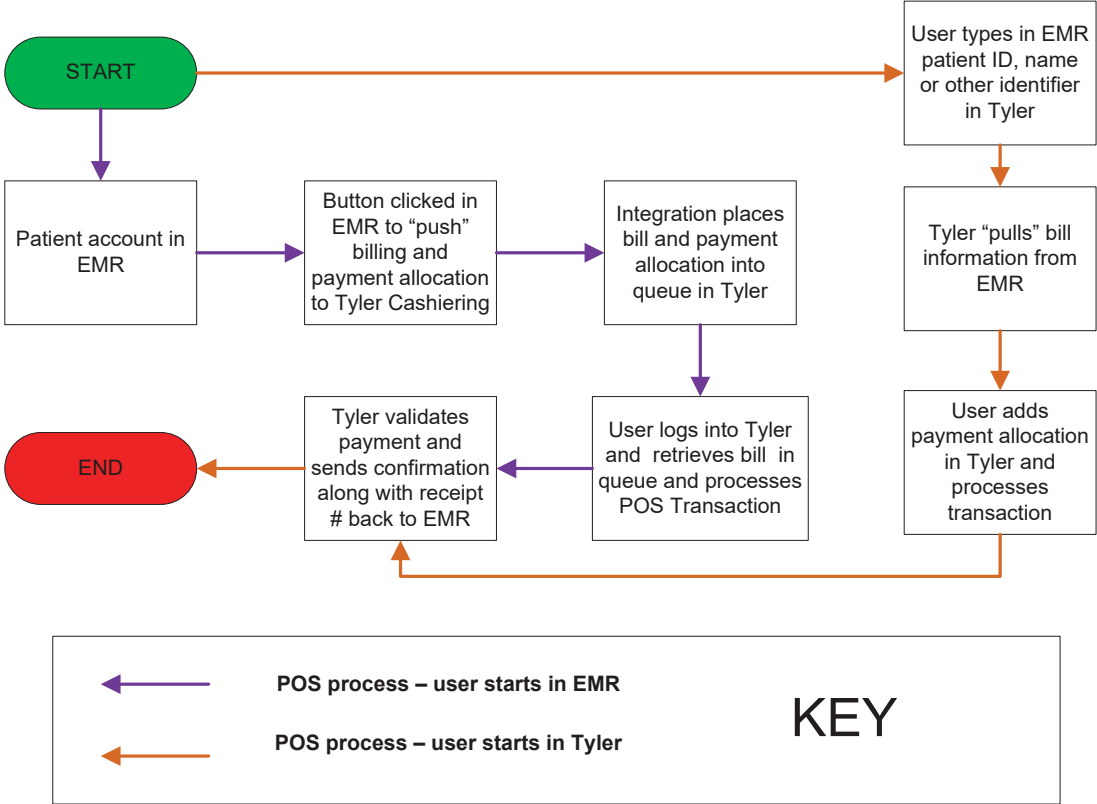 START
User types in EMR
patient ID, name
or other identifier
in Tyler
Patient account in
EMR
Button clicked in
EMR to “push”
billing and
payment allocation
to Tyler Cashiering
Integration places
bill and payment
allocation into
queue in Tyler
Tyler “pulls” bill
information from
EMR
END
Tyler validates
payment and
sends confirmation
along with receipt
# back to EMR
User logs into Tyler
and retrieves bill in
queue and processes
POS Transaction
User adds
payment allocation
in Tyler and
processes
transaction
POS process – user starts in EMR
POS process – user starts in Tyler
KEY